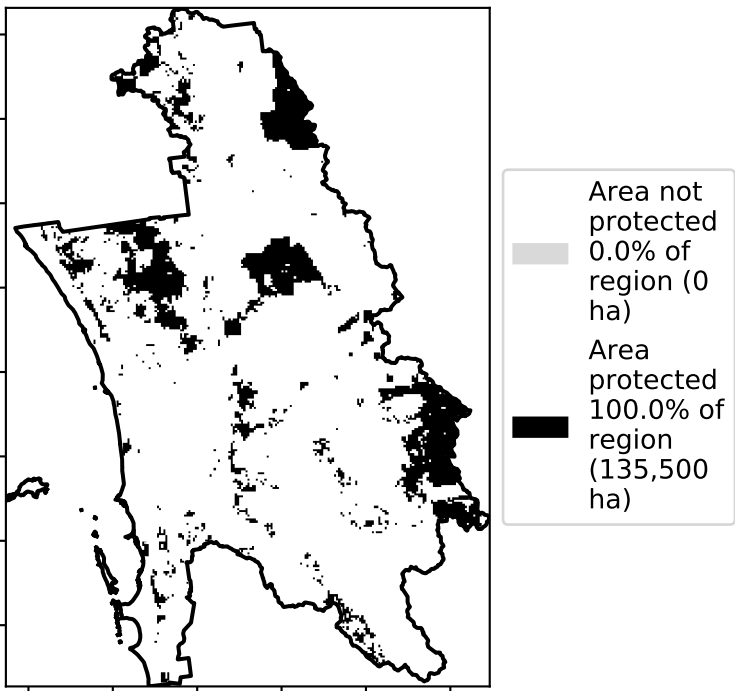 Area not
protected
0.0% of
region (0
ha)
Area
protected
100.0% of
region
(135,500
ha)